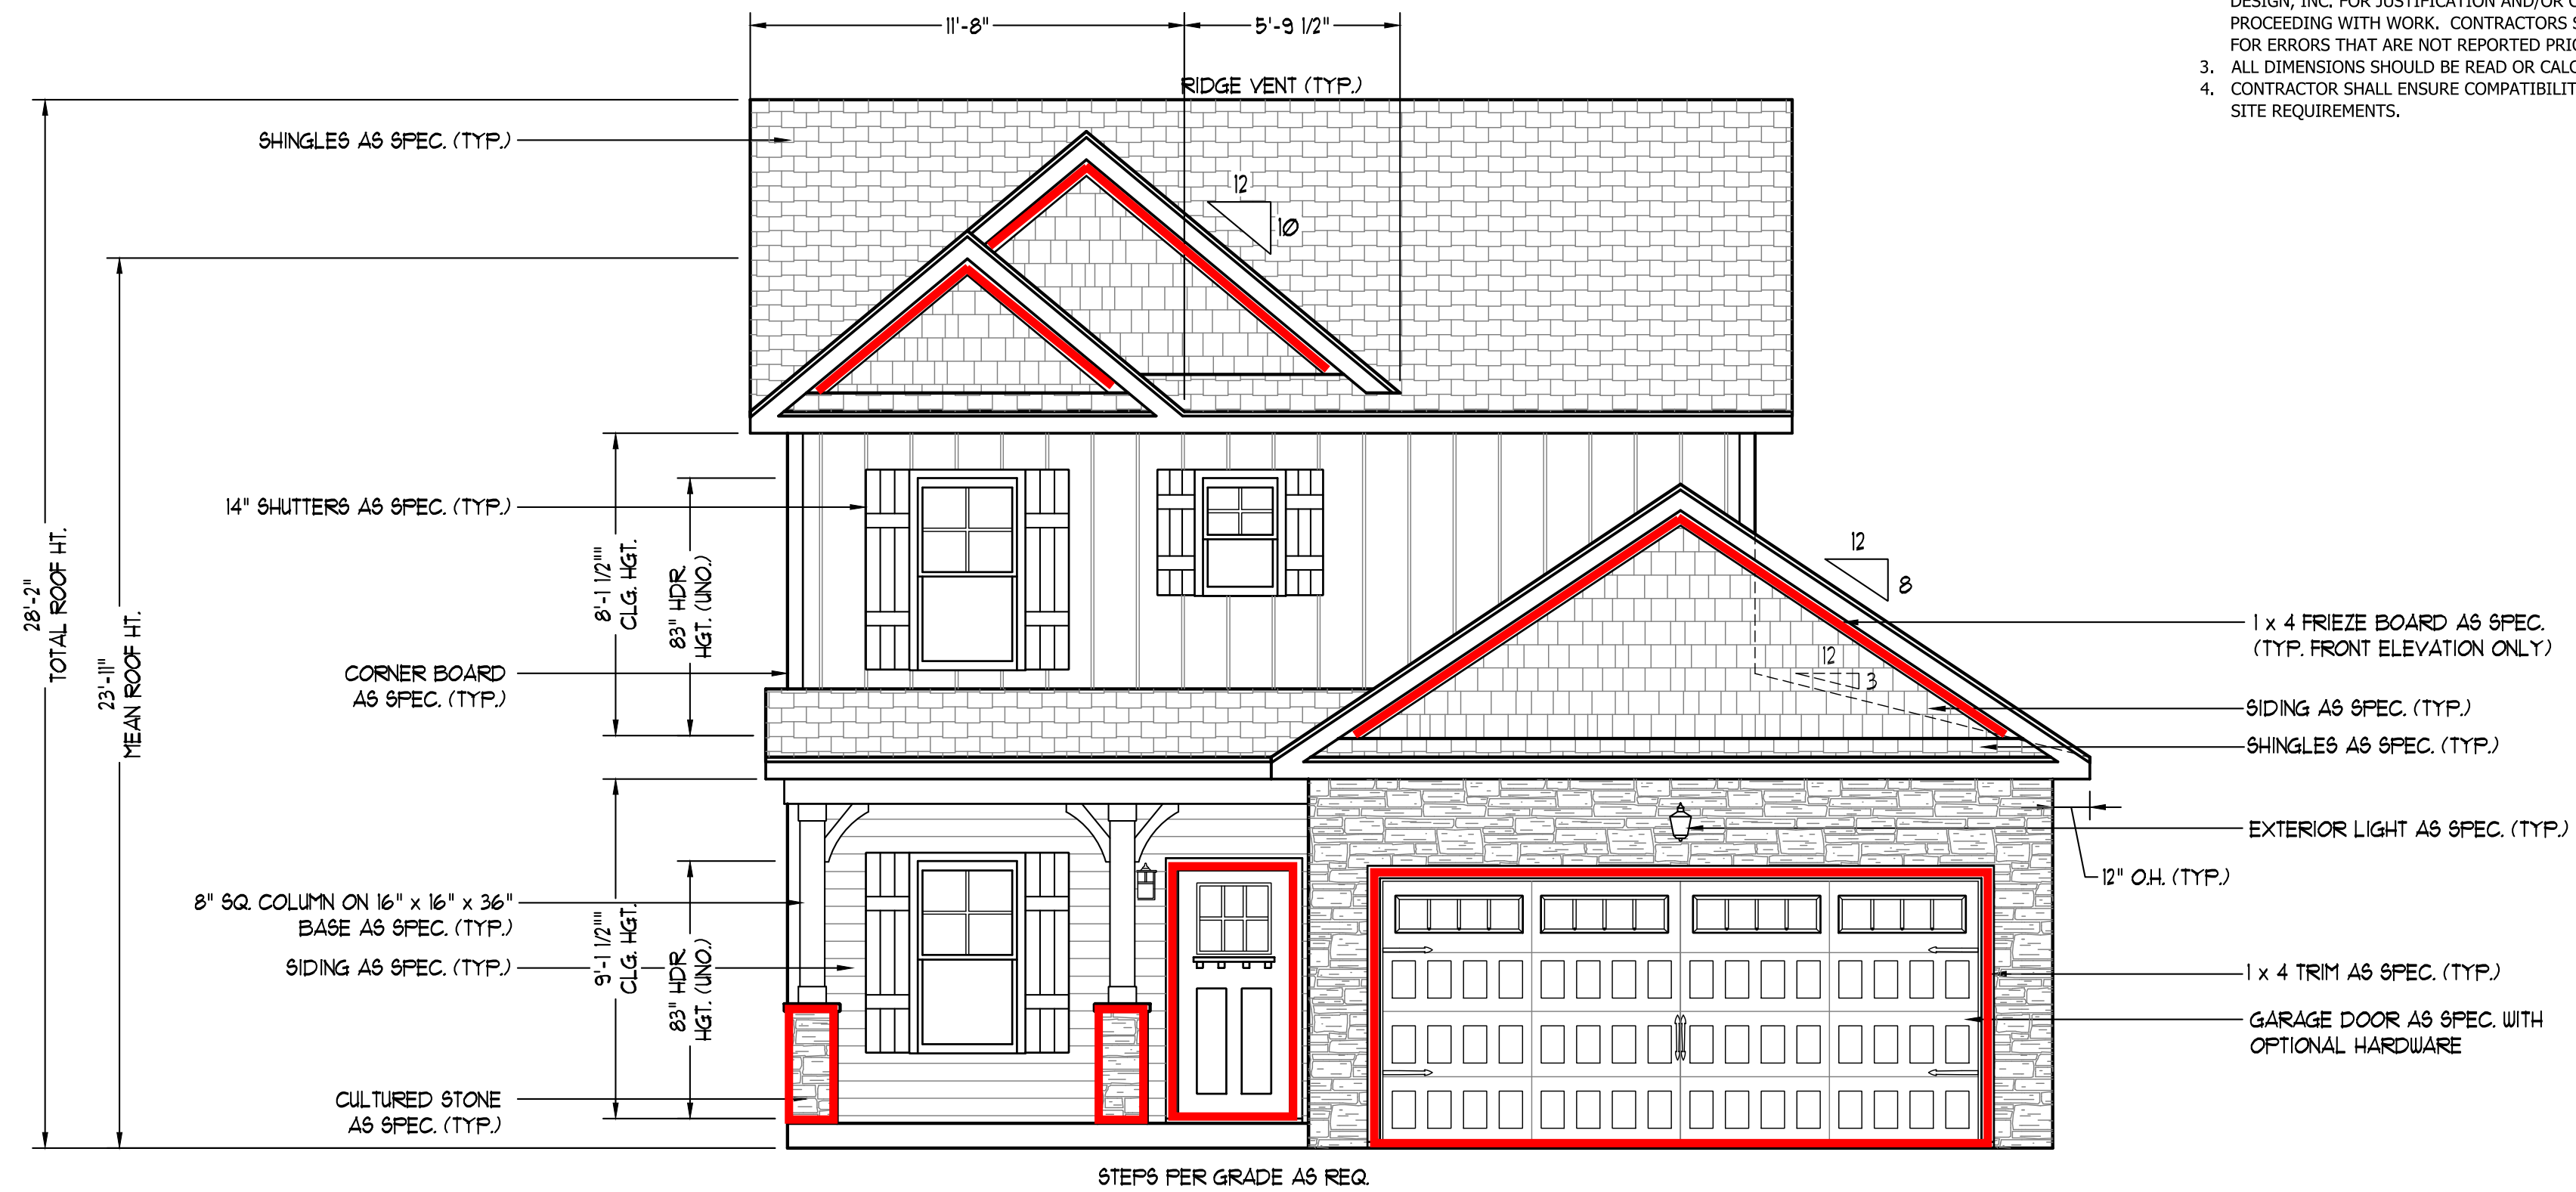 DESIGN, INC. FOR JUSTIFICATION AND/OR
PROCEEDING WITH WORK. CONTRACTORS
FOR ERRORS THAT ARE NOT REPORTED
3. ALL DIMENSIONS SHOULD BE READ OR
4. CONTRACTOR SHALL ENSURE
SITE REQUIREMENTS.
11'-8"
5'-9 1/2"
RIDGE VENT (TYP.)
SHINGLES AS SPEC. (TYP.)
12
10
14" SHUTTERS AS SPEC. (TYP.)
28'-2"
TOTAL ROOF HT.
23'-11"
MEAN ROOF HT.
8'-1 1/2""
CLG. HGT.
83" HDR.
HGT. (UNO.)
CORNER BOARD
AS SPEC. (TYP.)
12
8
12
3
1 x 4 FRIEZE BOARD AS SPEC.
(TYP. FRONT ELEVATION ONLY)
SIDING AS SPEC. (TYP.)
SHINGLES AS SPEC. (TYP.)
EXTERIOR LIGHT AS SPEC. (TYP.)
12" O.H. (TYP.)
8" SQ. COLUMN ON 16" x 16" x 36"
BASE AS SPEC. (TYP.)
SIDING AS SPEC. (TYP.)
9'-1 1/2""
CLG. HGT.
83" HDR.
HGT. (UNO.)
1 x 4 TRIM AS SPEC. (TYP.)
GARAGE DOOR AS SPEC. WITH
OPTIONAL HARDWARE
CULTURED STONE
AS SPEC. (TYP.)
STEPS PER GRADE AS REQ.